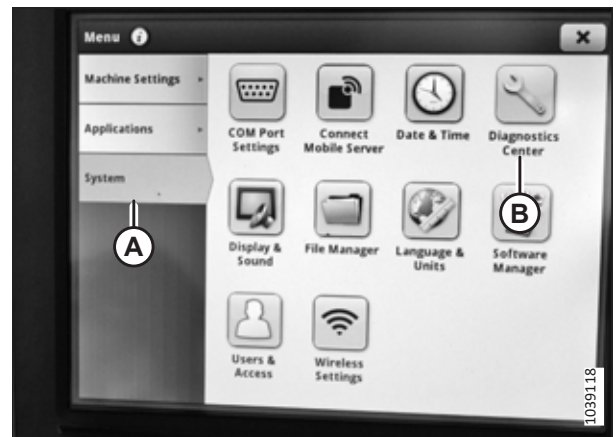 Menu i
Machine Settings
Applications
System
COM Port
Settings
Connect
Mobile Server
Date & Time
Diagnostics
Center
Display &
Sound
File Manager
Language &
Units
Software
Manager
Users &
Access
Wireless
Settings
A
B
1039118